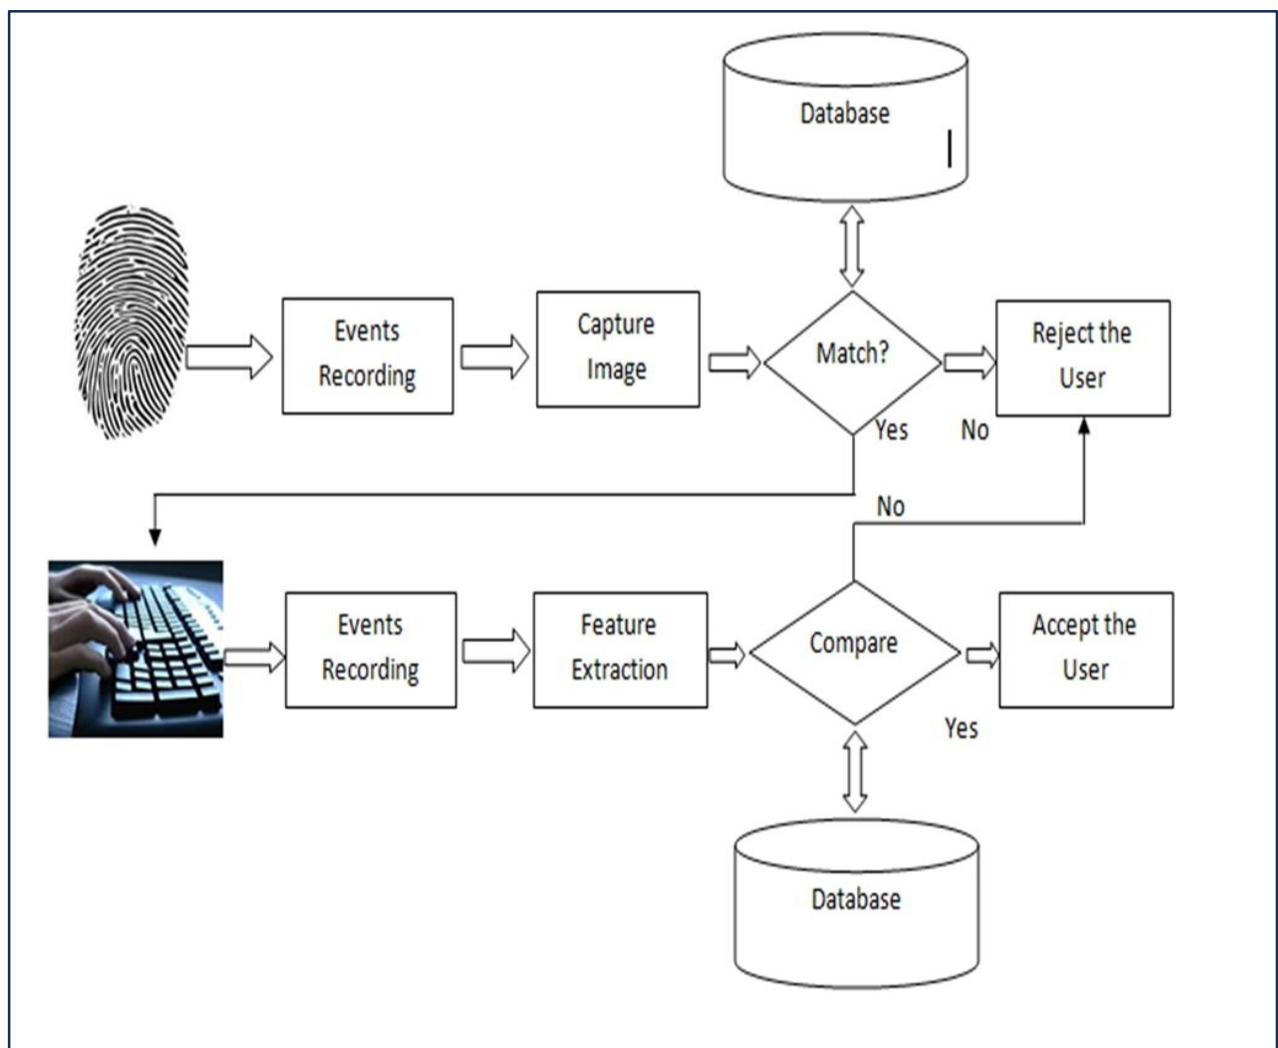 Database
Events
Recording
Capture
Image
Match?
Reject the
User
Yes
No
No
Events
Recording
Feature
Extraction
Compare
Accept the
User
Yes
Database